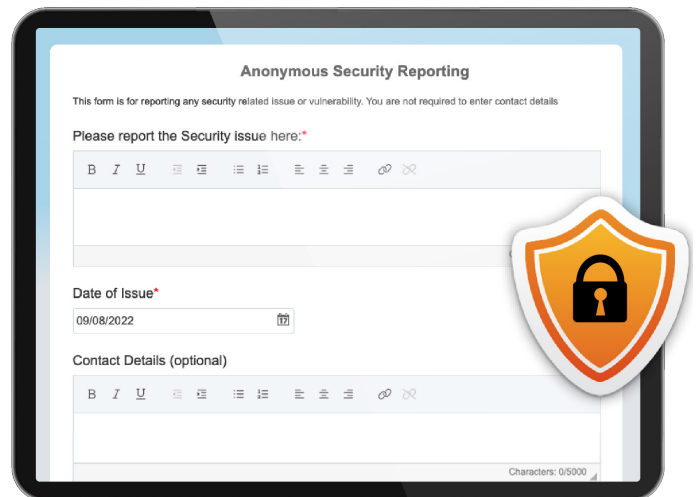 Anonymous Security Reporting
This form is for reporting any security related issue or vulnerability. You are not required to enter contact details
Please report the Security issue here:*
B I U
Date of Issue*
09/08/2022
17
Contact Details (optional)
B I U
Characters: 0/5000